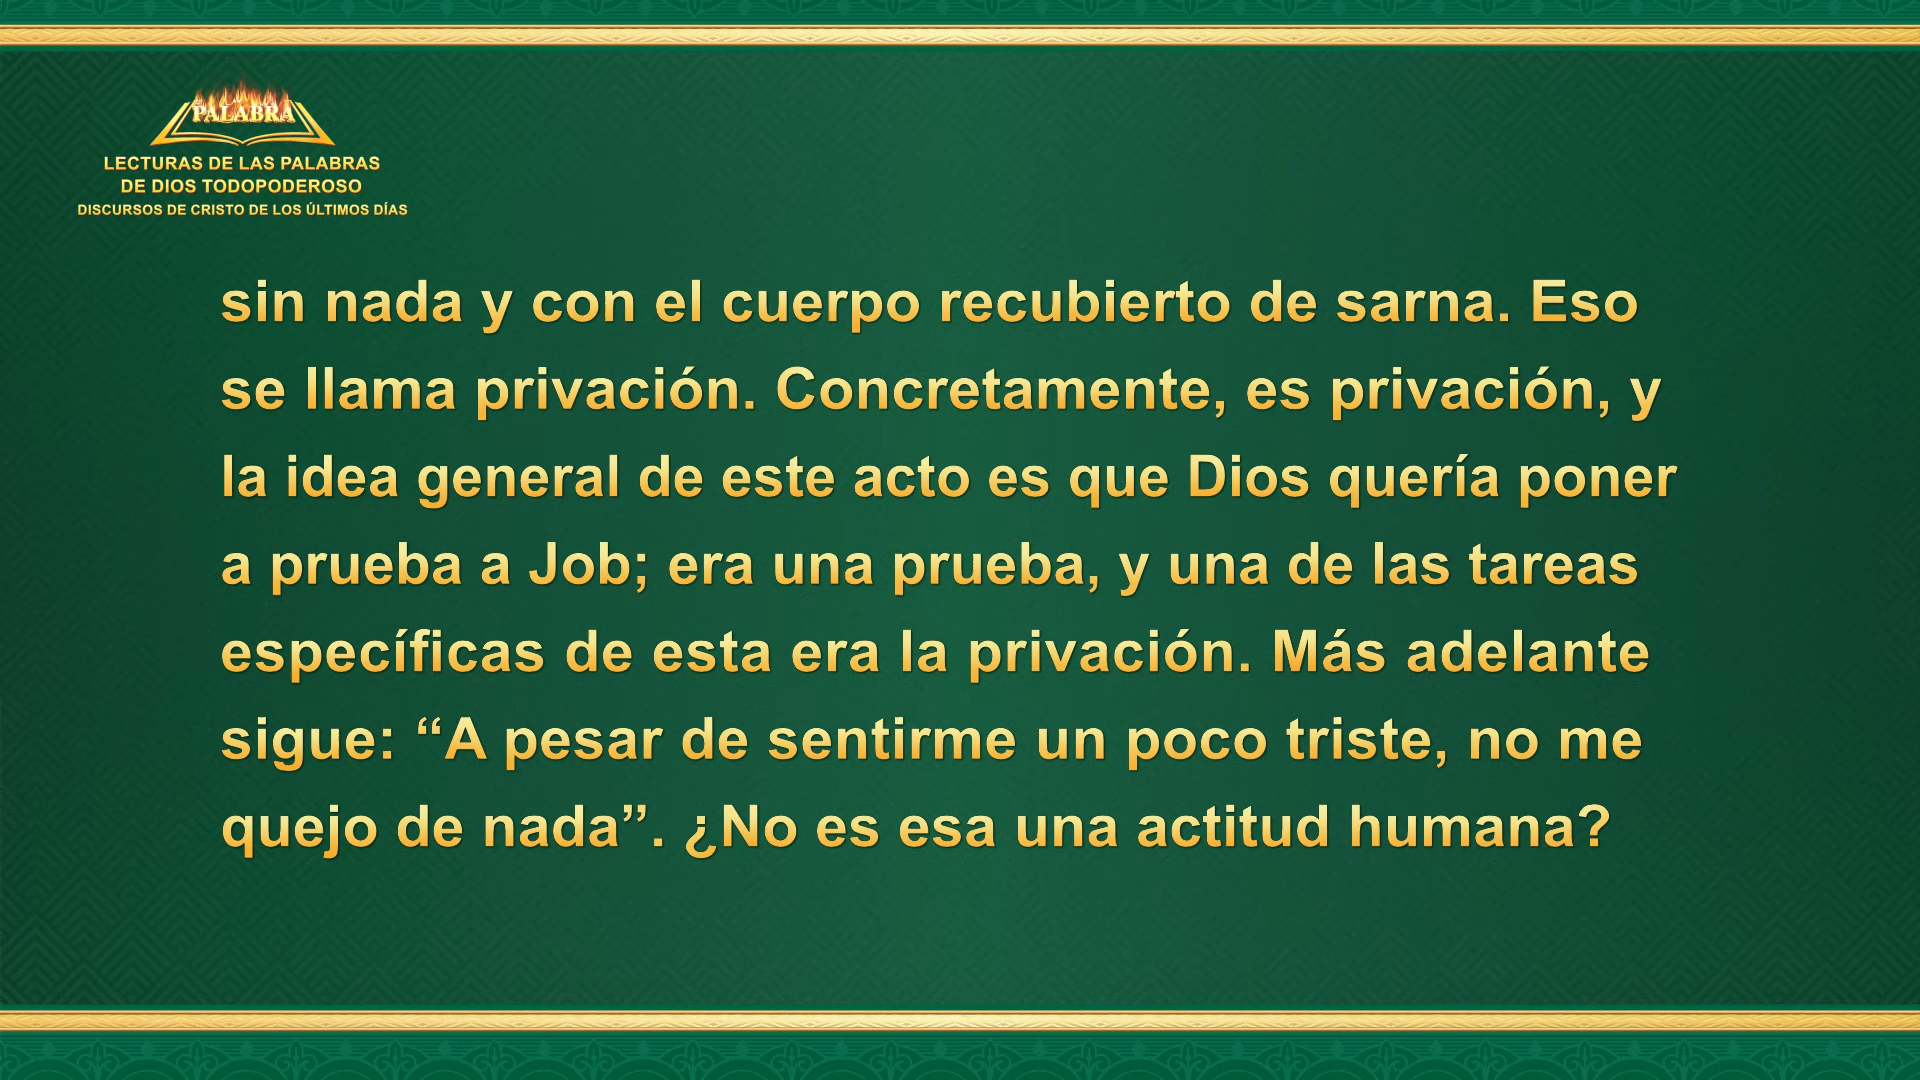 PALABRA
LECTURAS DE LAS PALABRAS
DE DIOS TODOPODEROSO
DISCURSOS DE CRISTO DE LOS ÚLTIMOS DÍAS
sin nada y con el cuerpo recubierto de sarna. Eso
se llama privación. Concretamente, es privación, y
la idea general de este acto es que Dios quería poner
a prueba a Job; era una prueba, y una de las tareas
específicas de esta era la privación. Más adelante
sigue: “A pesar de sentirme un poco triste, no me
quejo de nada”. ¿No es esa una actitud humana?